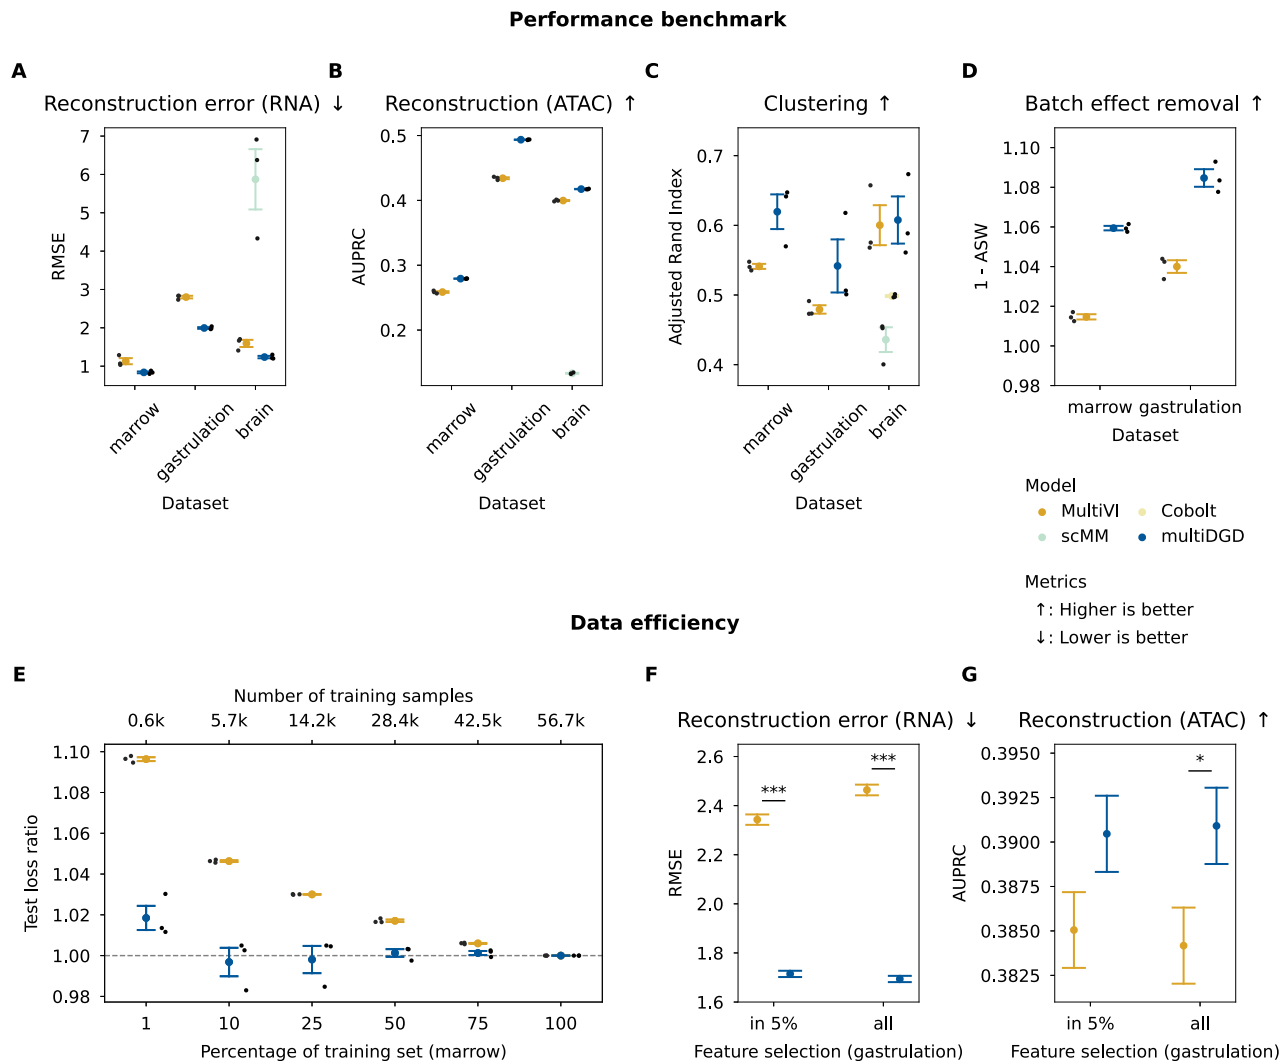 Performance benchmark
A
Reconstruction error (RNA) ↓
RMSE
7
6
5
4
3
2
1
marrow
gastrulation
brain
Dataset
B
Reconstruction (ATAC) ↑
AUPRC
0.5
0.4
0.3
0.2
marrow
gastrulation
brain
Dataset
C
Clustering ↑
Adjusted Rand Index
0.7
0.6
0.5
0.4
marrow
gastrulation
brain
Dataset
D
Batch effect removal ↑
1 - ASW
1.10
1.08
1.06
1.04
1.02
1.00
0.98
marrow gastrulation
Dataset
Model
MultiVI
Cobolt
scMM
multiDGD
Metrics
↑: Higher is better
↓: Lower is better
Data efficiency
E
Number of training samples
0.6k 5.7k 14.2k 28.4k 42.5k 56.7k
Test loss ratio
1.10
1.08
1.06
1.04
1.02
1.00
0.98
1 10 25 50 75 100
Percentage of training set (marrow)
F
Reconstruction error (RNA) ↓
RMSE
2.6
2.4
2.2
2.0
1.8
1.6
***
***
in 5% all
Feature selection (gastrulation)
G
Reconstruction (ATAC) ↑
AUPRC
0.3950
0.3925
0.3900
0.3875
0.3850
0.3825
*
in 5% all
Feature selection (gastrulation)